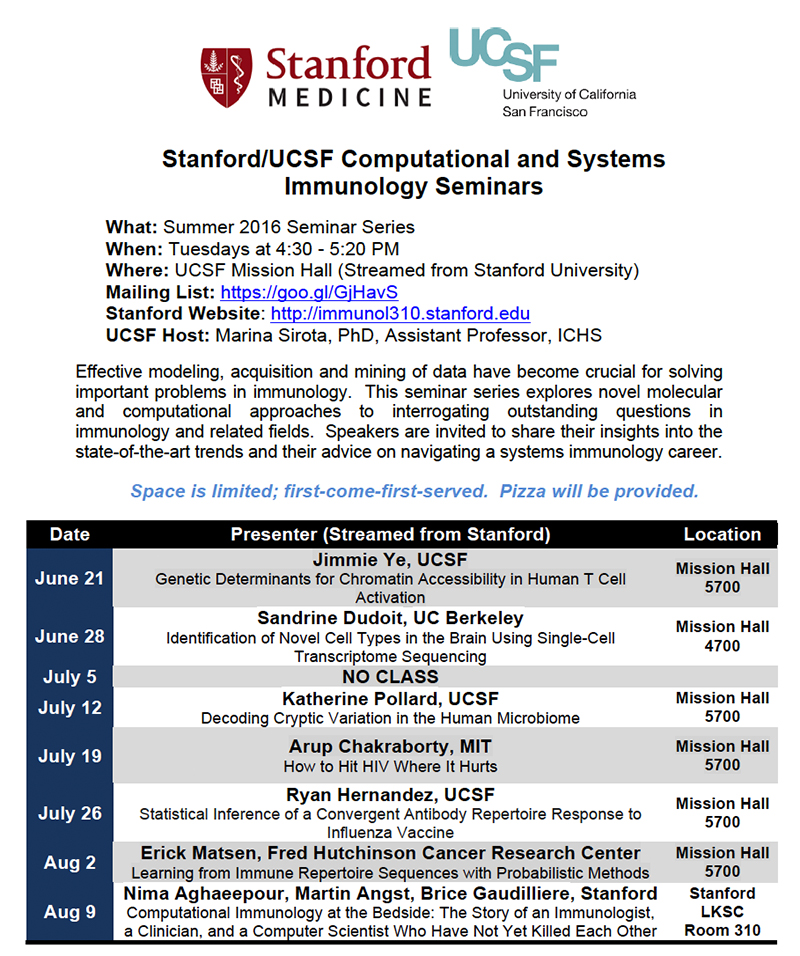 Stanford
MEDICINE
UCSF
University of California
San Francisco
Stanford/UCSF Computational and Systems
Immunology Seminars
What: Summer 2016 Seminar Series
When: Tuesdays at 4:30 - 5:20 PM
Where: UCSF Mission Hall (Streamed from Stanford University)
Mailing List: https://goo.gl/GjHavS
Stanford Website: http://immunol310.stanford.edu
UCSF Host: Marina Sirota, PhD, Assistant Professor, ICHS
Effective modeling, acquisition and mining of data have become crucial for solving
important problems in immunology. This seminar series explores novel molecular
and computational approaches to interrogating outstanding questions in
immunology and related fields. Speakers are invited to share their insights into the
state-of-the-art trends and their advice on navigating a systems immunology career.
Space is limited; first-come-first-served. Pizza will be provided.
Date Presenter (Streamed from Stanford) Location
June 21
Jimmie Ye, UCSF
Genetic Determinants for Chromatin Accessibility in Human T Cell
Activation
Mission Hall
5700
June 28
Sandrine Dudoit, UC Berkeley
Identification of Novel Cell Types in the Brain Using Single-Cell
Transcriptome Sequencing
Mission Hall
4700
July 5 NO CLASS
July 12
Katherine Pollard, UCSF
Decoding Cryptic Variation in the Human Microbiome
Mission Hall
5700
July 19
Arup Chakraborty, MIT
How to Hit HIV Where It Hurts
Mission Hall
5700
July 26
Ryan Hernandez, UCSF
Statistical Inference of a Convergent Antibody Repertoire Response to
Influenza Vaccine
Mission Hall
5700
Aug 2
Erick Matsen, Fred Hutchinson Cancer Research Center
Learning from Immune Repertoire Sequences with Probabilistic Methods
Mission Hall
5700
Aug 9
Nima Aghaeepour, Martin Angst, Brice Gaudilliere, Stanford
Computational Immunology at the Bedside: The Story of an Immunologist,
a Clinician, and a Computer Scientist Who Have Not Yet Killed Each Other
Stanford
LKSC
Room 310